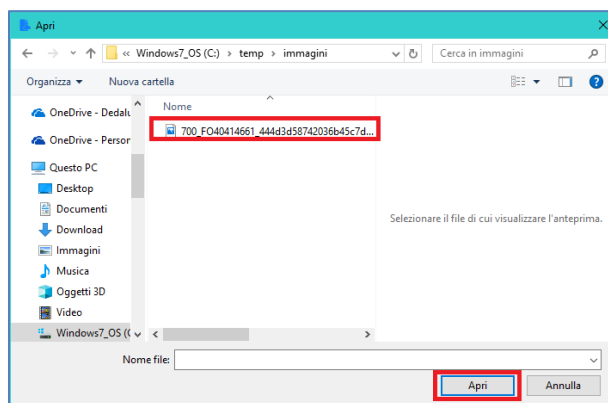 Apri
« Windows7_OS (C:) › temp › immagini
Cerca in immagini
Organizza
Nuova cartella
Nome
OneDrive - Dedalu
OneDrive - Person
Questo PC
Desktop
Documenti
Download
Immagini
Musica
Oggetti 3D
Video
Windows7_OS (C
700_FO40414661_444d3d58742036b45c7d...
Selezionare il file di cui visualizzare l'anteprima.
Nome file:
Apri
Annulla